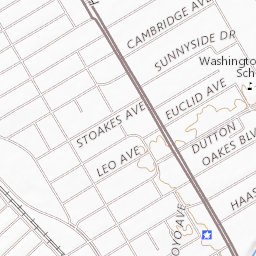 CAMBRIDGE AVE
SUNNYSIDE DR
Washington
Sch
EUCLID AVE
STOAKES AVE
DUTTON
OAKES BLV
LEO AVE
HAAS
OYO AVE